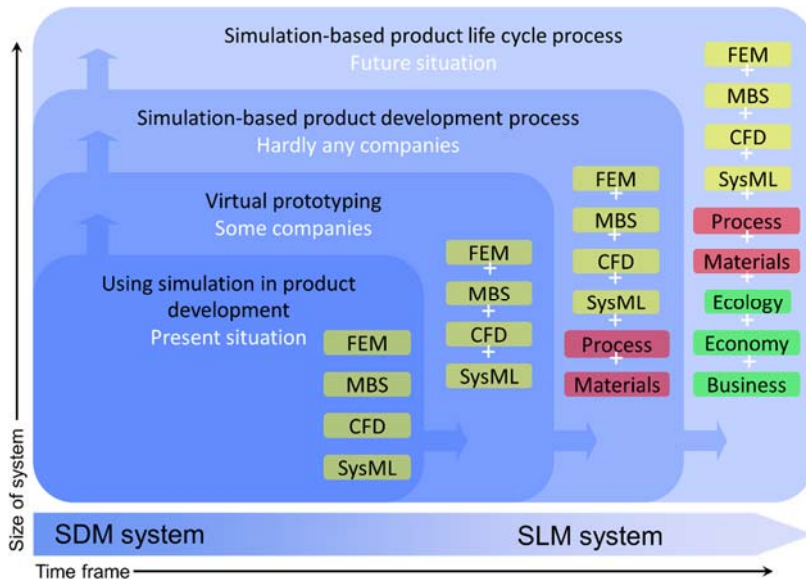 Simulation-based product life cycle process
Future situation
Simulation-based product development process
Hardly any companies
Virtual prototyping
Some companies
Using simulation in product
development
Present situation
FEM
MBS
CFD
SysML
FEM
+
MBS
+
CFD
+
SysML
FEM
+
MBS
+
CFD
+
SysML
+
Process
+
Materials
FEM
+
MBS
+
CFD
+
SysML
+
Process
+
Materials
+
Ecology
+
Economy
+
Business
Size of system
SDM system
SLM system
Time frame